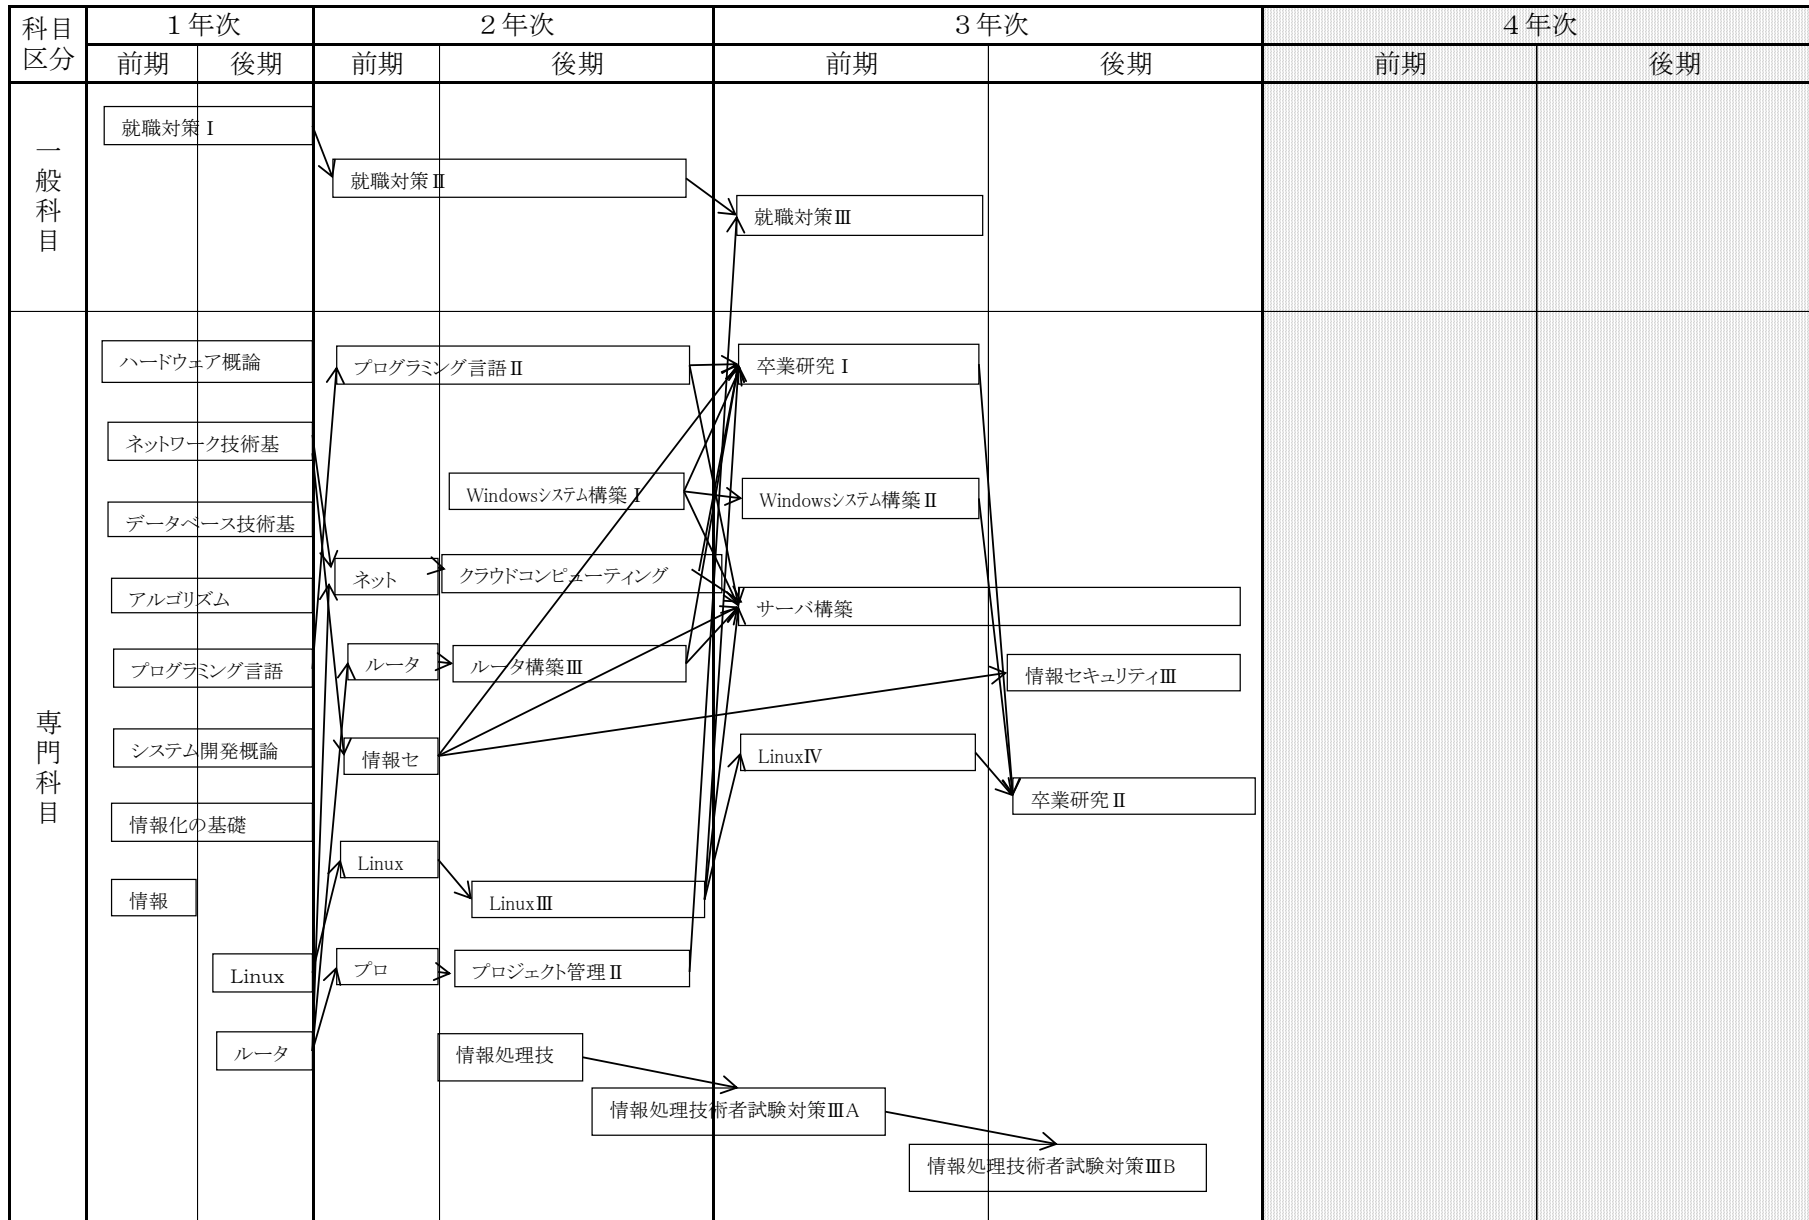 科目
区分
１年次
２年次
３年次
４年次
前期
後期
前期
後期
前期
後期
前期
後期
一般科目
就職対策Ⅰ
就職対策Ⅱ
就職対策Ⅲ
専門科目
ハードウェア概論
プログラミング言語Ⅱ
卒業研究Ⅰ
ネットワーク技術基
Windowsシステム構築Ⅰ
Windowsシステム構築Ⅱ
データベース技術基
ネット
クラウドコンピューティング
アルゴリズム
サーバ構築
プログラミング言語
ルータ
ルータ構築Ⅲ
情報セキュリティⅢ
システム開発概論
情報セ
LinuxⅣ
卒業研究Ⅱ
情報化の基礎
Linux
情報
LinuxⅢ
Linux
プロ
プロジェクト管理Ⅱ
ルータ
情報処理技
情報処理技術者試験対策ⅢA
情報処理技術者試験対策ⅢB